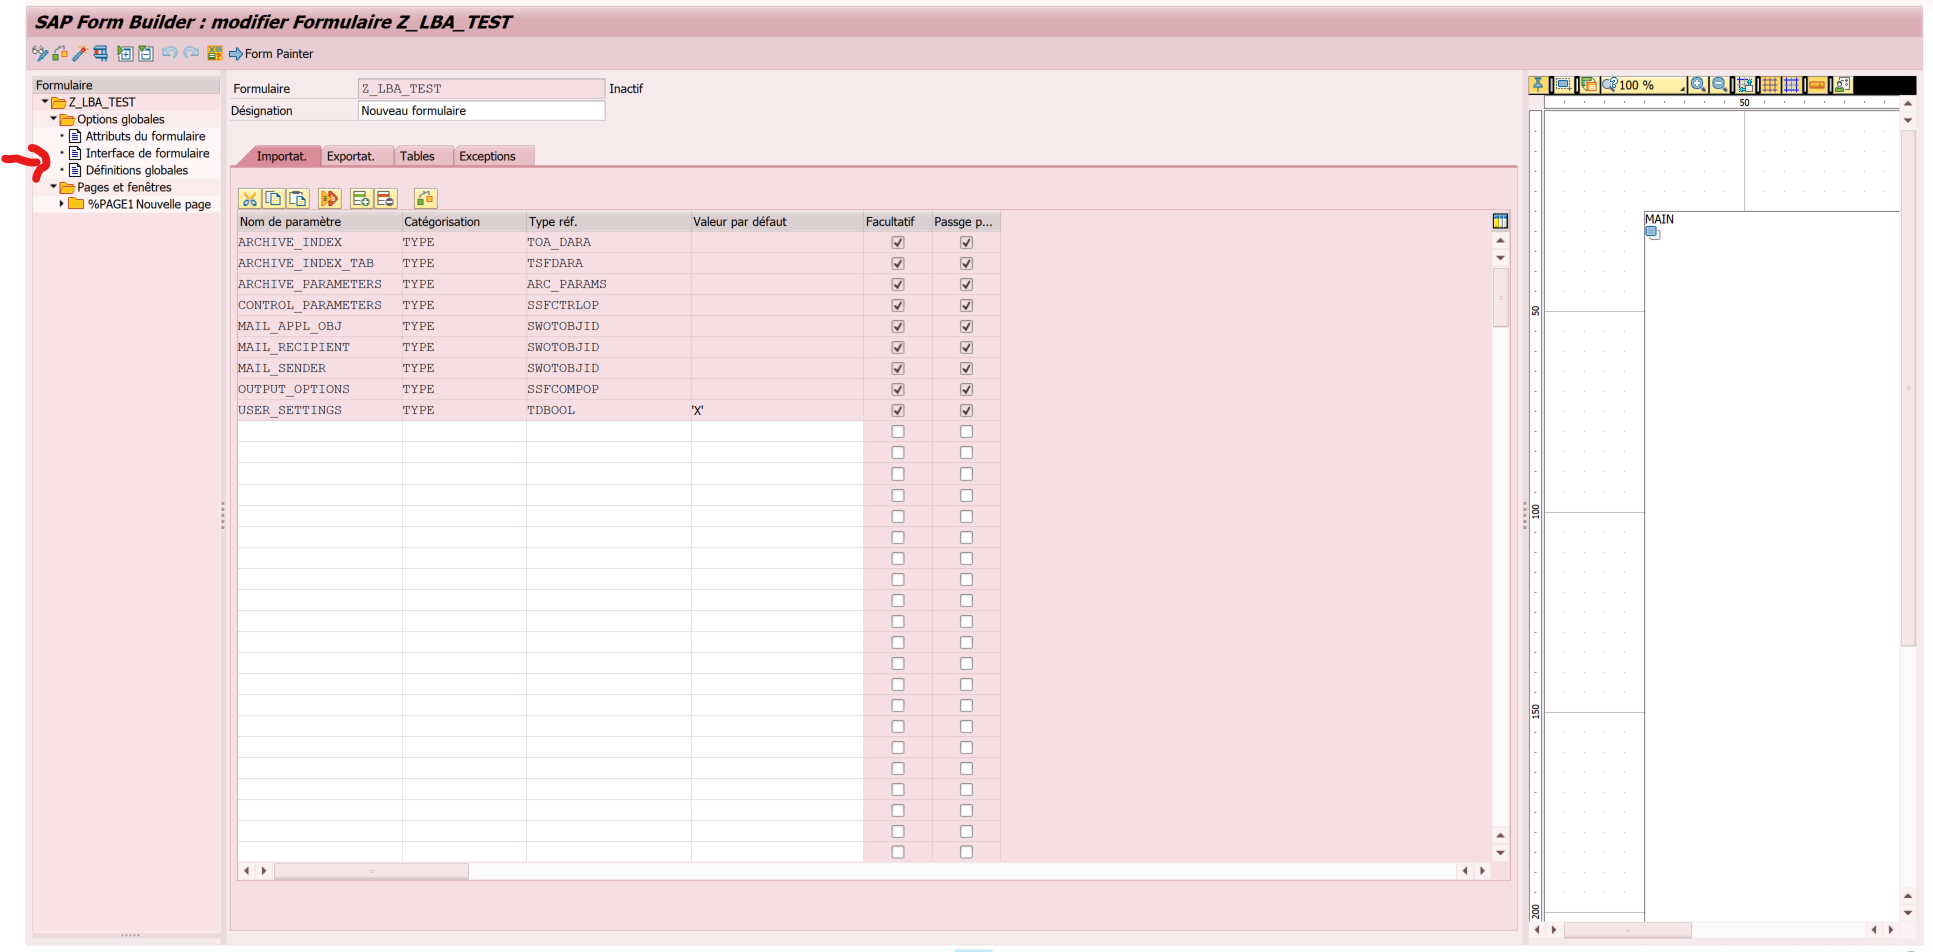 SAP Form Builder : modifier Formulaire Z_LBA_TEST
Form Painter
Formulaire
Z_LBA_TEST
Options globales
Attributs du formulaire
Interface de formulaire
Définitions globales
Pages et fenêtres
%PAGE1 Nouvelle page
Formulaire Z_LBA_TEST Inactif
Désignation Nouveau formulaire
Importat. Exportat. Tables Exceptions
Nom de paramètre Catégorisation Type réf. Valeur par défaut Facultatif Passge p...
ARCHIVE_INDEX TYPE TOA_DARA
ARCHIVE_INDEX_TAB TYPE TSFDARA
ARCHIVE_PARAMETERS TYPE ARC_PARAMS
CONTROL_PARAMETERS TYPE SSFCTRLOP
MAIL_APPL_OBJ TYPE SWOTOBJID
MAIL_RECIPIENT TYPE SWOTOBJID
MAIL_SENDER TYPE SWOTOBJID
OUTPUT_OPTIONS TYPE SSFCOMPOP
USER_SETTINGS TYPE TDBOOL 'X'
100 %
50
MAIN
50
100
150
200